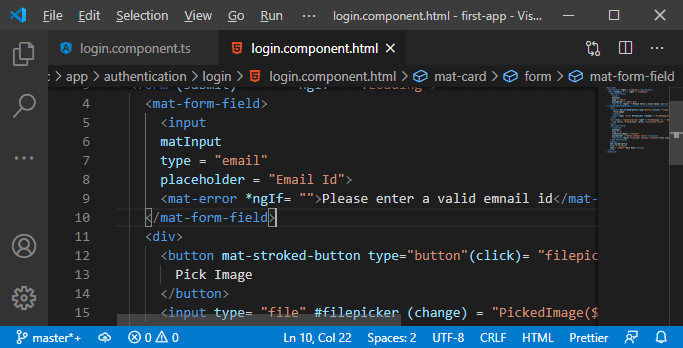 File Edit Selection View Go Run ··· login.component.html - first-app - Vis...
login.component.ts login.component.html
app > authentication > login > login.component.html > mat-card > form > mat-form-field
4 <mat-form-field>
5 <input
6 matInput
7 type = "email"
8 placeholder = "Email Id">
9 <mat-error *ngIf= "">Please enter a valid emnail id</mat-
10 </mat-form-field>
11 <div>
12 <button mat-stroked-button type="button"(click)= "filepic
13 Pick Image
14 </button>
15 <input type= "file" #filepicker (change) = "PickedImage($
master*+ 0 0 Ln 10, Col 22 Spaces: 2 UTF-8 CRLF HTML Prettier